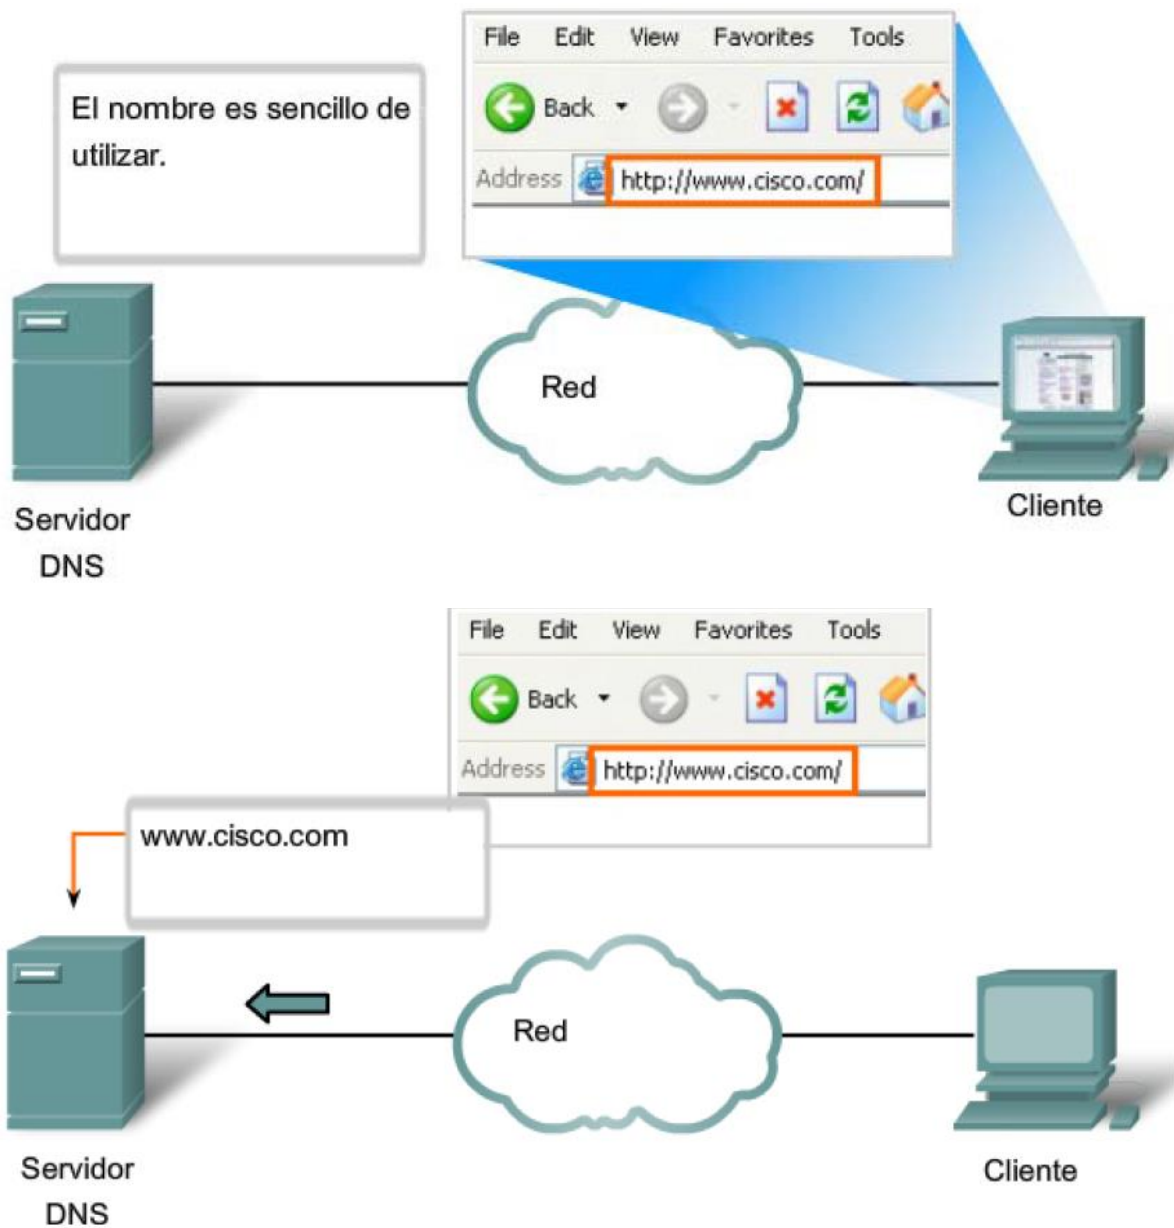 File Edit View Favorites Tools
El nombre es sencillo de
utilizar.
Back
Address http://www.cisco.com/
Red
Servidor
DNS
Cliente
File Edit View Favorites Tools
Back
Address http://www.cisco.com/
www.cisco.com
Red
Servidor
DNS
Cliente